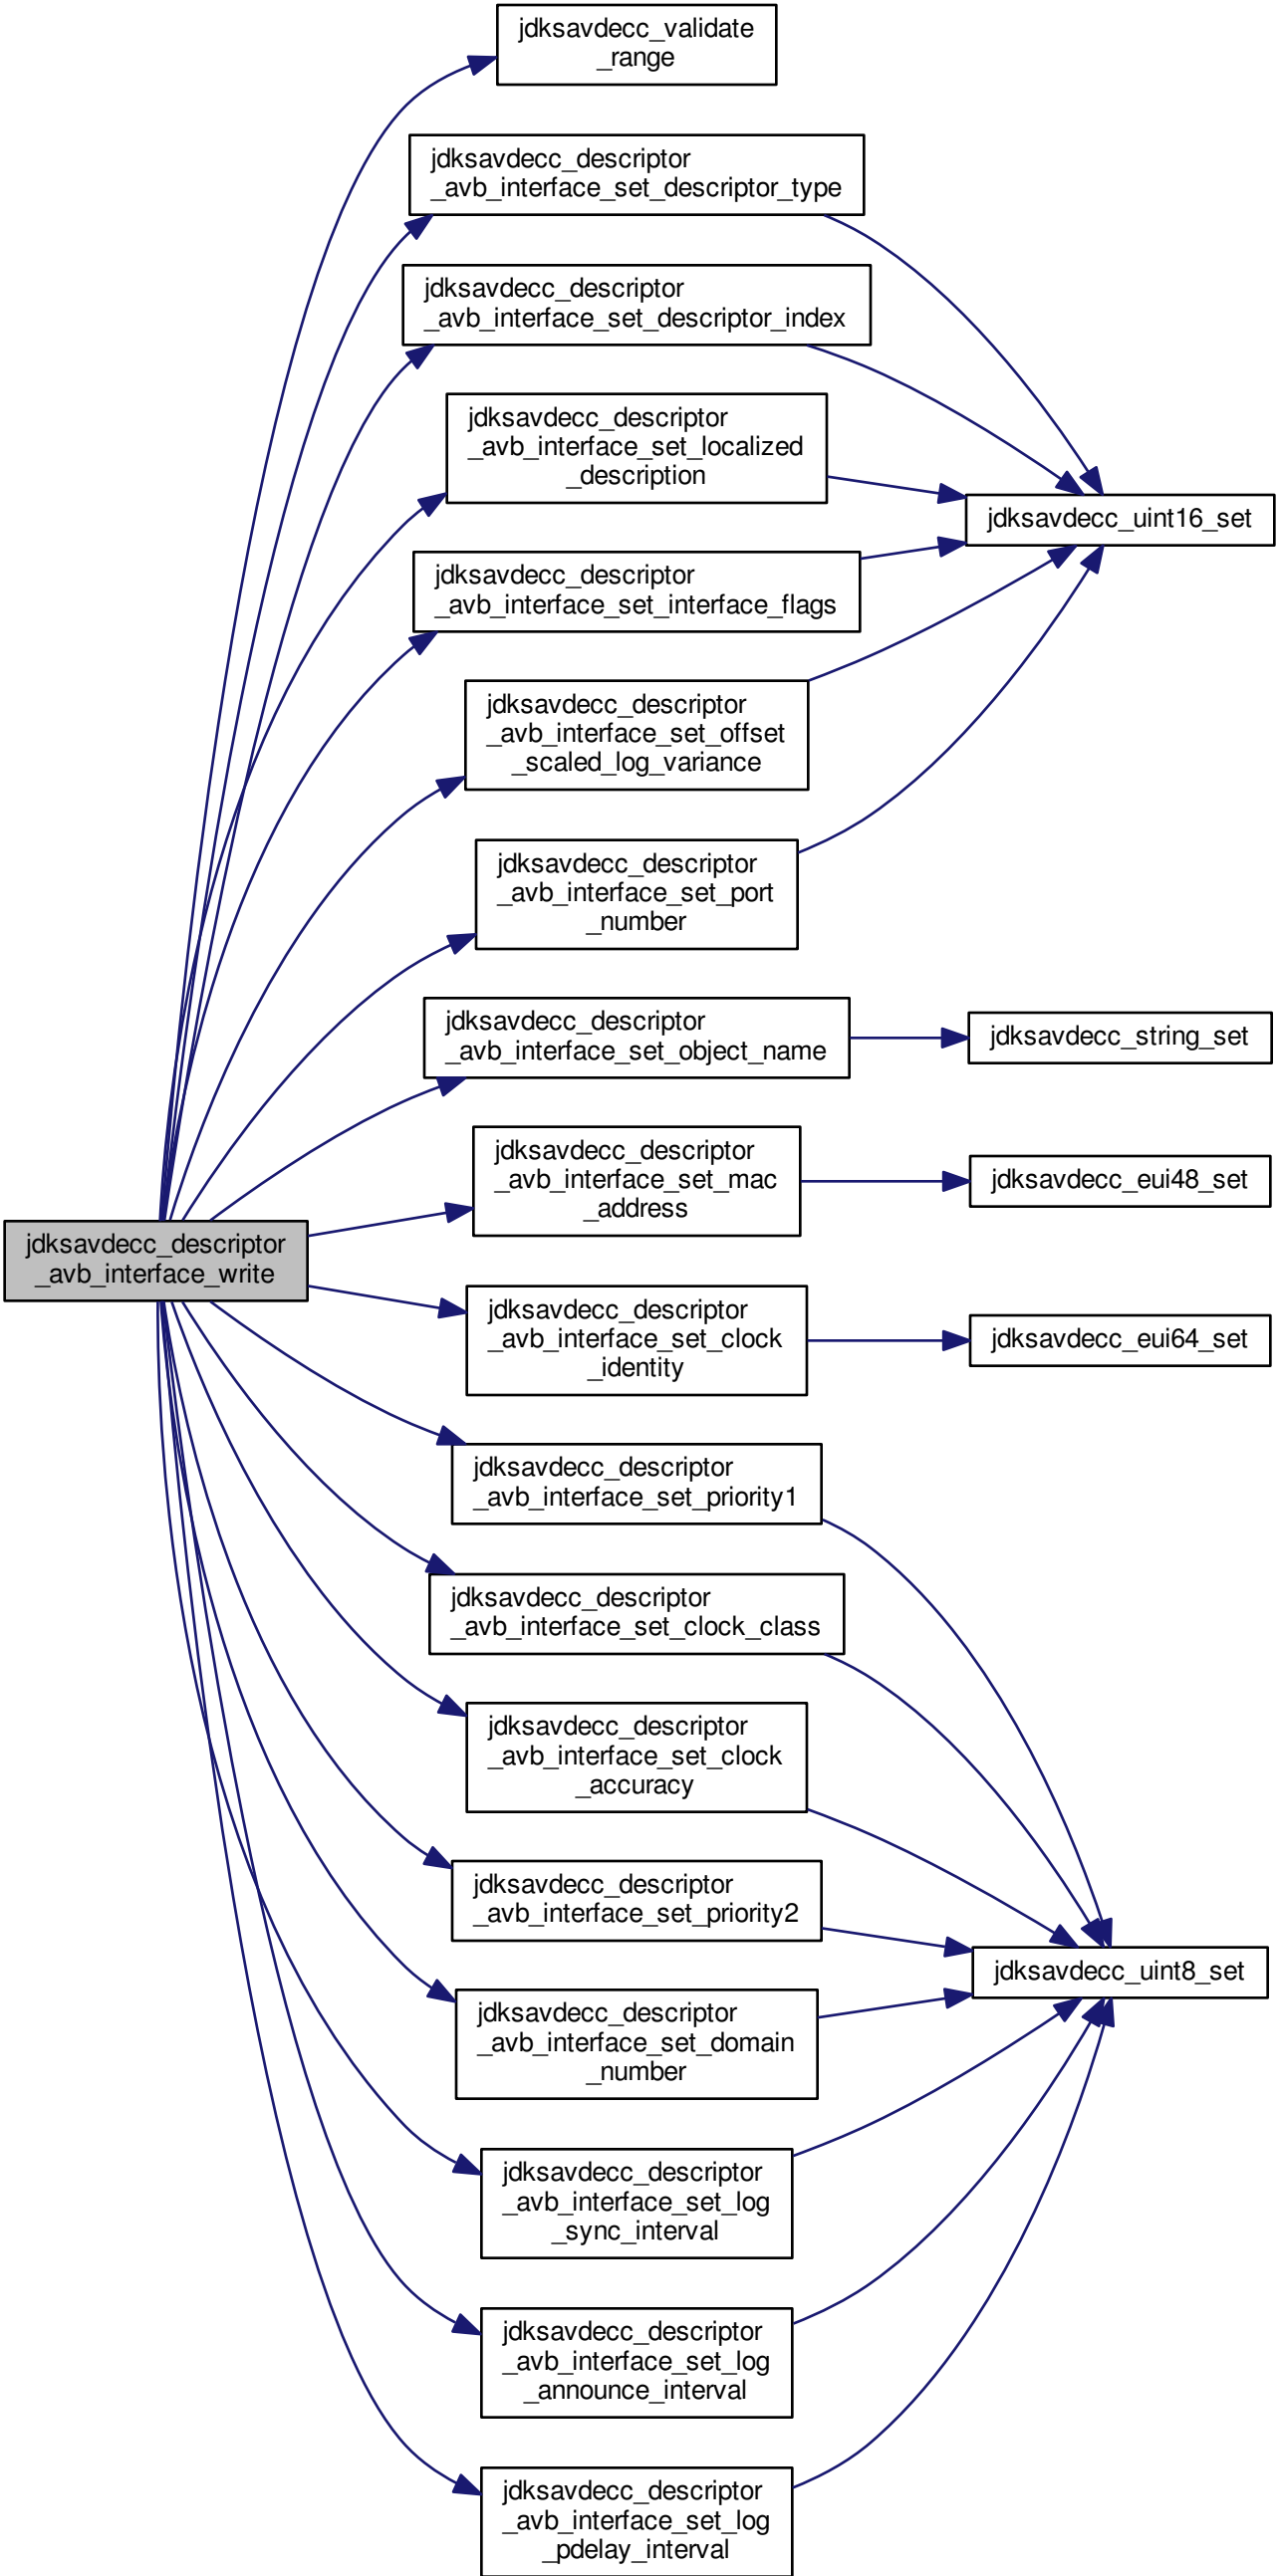 jdksavdecc_validate
_range
jdksavdecc_descriptor
_avb_interface_set_descriptor_type
jdksavdecc_descriptor
_avb_interface_set_descriptor_index
jdksavdecc_descriptor
_avb_interface_set_localized
_description
jdksavdecc_uint16_set
jdksavdecc_descriptor
_avb_interface_set_interface_flags
jdksavdecc_descriptor
_avb_interface_set_offset
_scaled_log_variance
jdksavdecc_descriptor
_avb_interface_set_port
_number
jdksavdecc_descriptor
_avb_interface_set_object_name
jdksavdecc_string_set
jdksavdecc_descriptor
_avb_interface_set_mac
_address
jdksavdecc_eui48_set
jdksavdecc_descriptor
_avb_interface_write
jdksavdecc_descriptor
_avb_interface_set_clock
_identity
jdksavdecc_eui64_set
jdksavdecc_descriptor
_avb_interface_set_priority1
jdksavdecc_descriptor
_avb_interface_set_clock_class
jdksavdecc_descriptor
_avb_interface_set_clock
_accuracy
jdksavdecc_descriptor
_avb_interface_set_priority2
jdksavdecc_uint8_set
jdksavdecc_descriptor
_avb_interface_set_domain
_number
jdksavdecc_descriptor
_avb_interface_set_log
_sync_interval
jdksavdecc_descriptor
_avb_interface_set_log
_announce_interval
jdksavdecc_descriptor
_avb_interface_set_log
_pdelay_interval